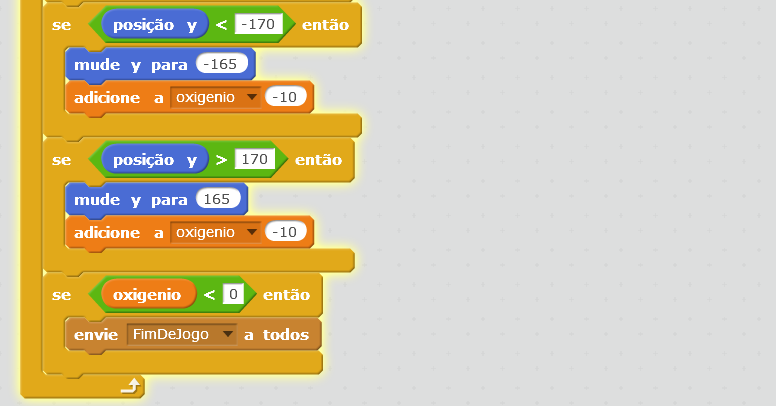 se posição y < -170 então
mude y para -165
adicione a oxigenio -10
se posição y > 170 então
mude y para 165
adicione a oxigenio -10
se oxigenio < 0 então
envie FimDeJogo a todos